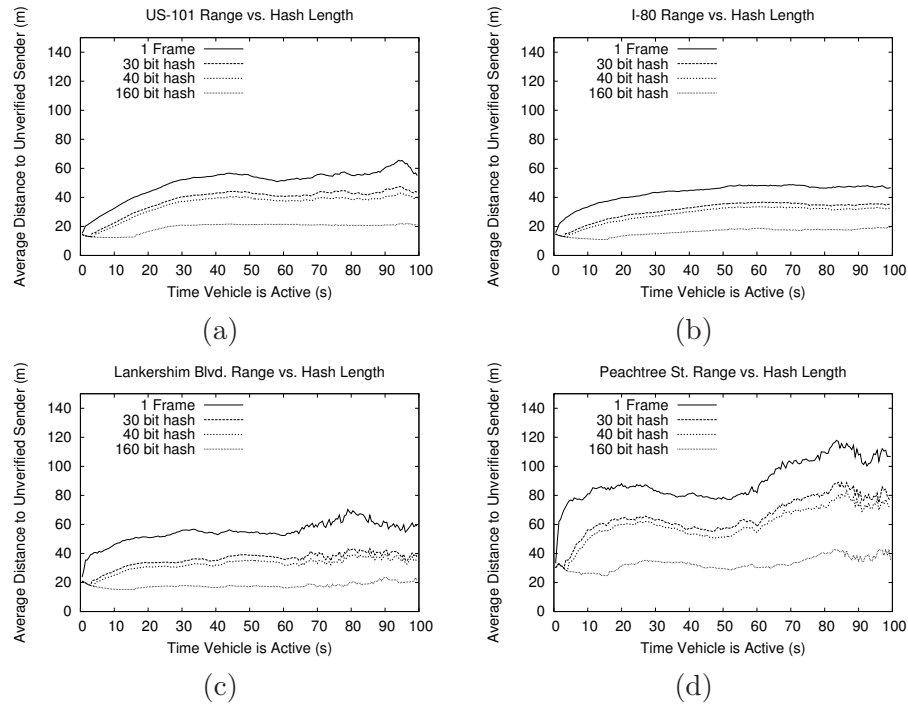 US-101 Range vs. Hash Length
Average Distance to Unverified Sender (m)
140
120
100
80
60
40
20
0
1 Frame
30 bit hash
40 bit hash
160 bit hash
0 10 20 30 40 50 60 70 80 90 100
Time Vehicle is Active (s)
(a)
I-80 Range vs. Hash Length
Average Distance to Unverified Sender (m)
140
120
100
80
60
40
20
0
1 Frame
30 bit hash
40 bit hash
160 bit hash
0 10 20 30 40 50 60 70 80 90 100
Time Vehicle is Active (s)
(b)
Lankershim Blvd. Range vs. Hash Length
Average Distance to Unverified Sender (m)
140
120
100
80
60
40
20
0
1 Frame
30 bit hash
40 bit hash
160 bit hash
0 10 20 30 40 50 60 70 80 90 100
Time Vehicle is Active (s)
(c)
Peachtree St. Range vs. Hash Length
Average Distance to Unverified Sender (m)
140
120
100
80
60
40
20
0
1 Frame
30 bit hash
40 bit hash
160 bit hash
0 10 20 30 40 50 60 70 80 90 100
Time Vehicle is Active (s)
(d)